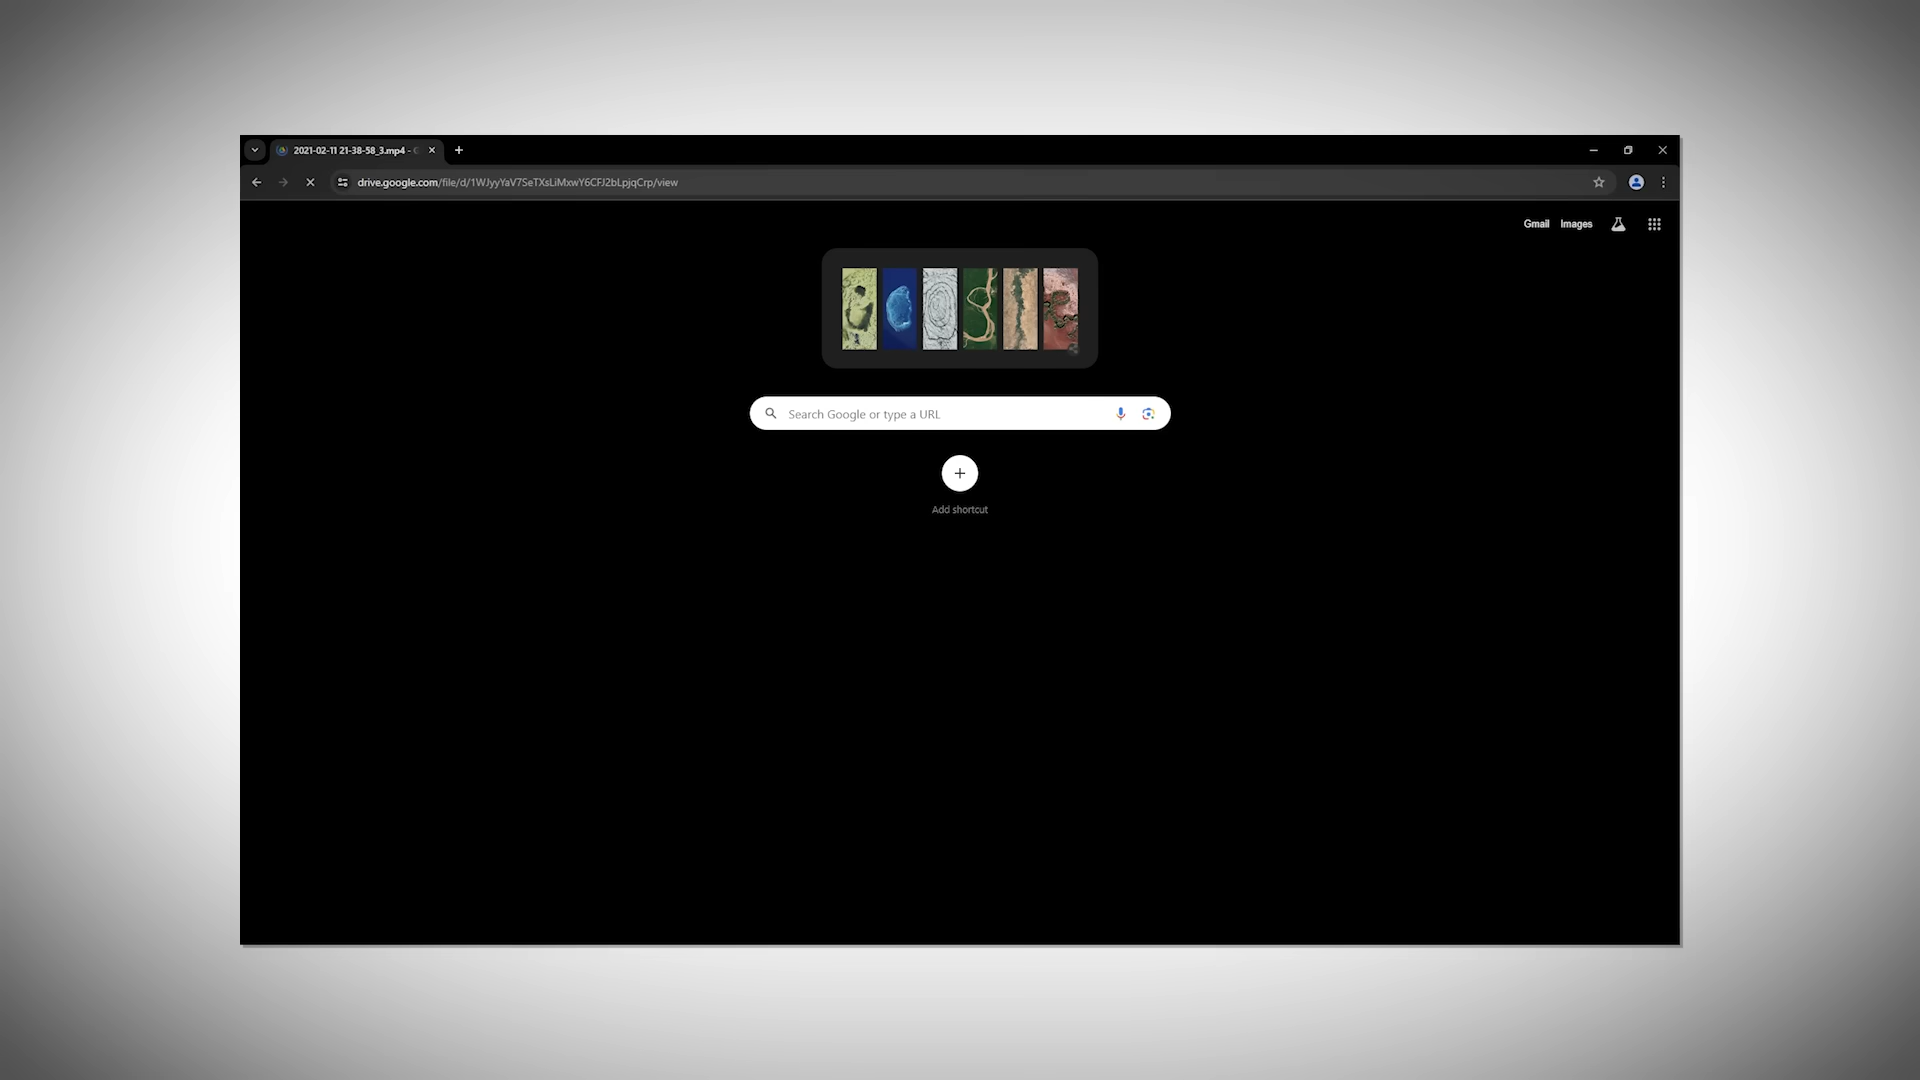 2021-02-11 21-38-58_3.mp4 -
drive.google.com/file/d/1WJyyYaV7SeTXsLiMxwY6CFJ2bLpjqCrp/view
Gmail Images
Google
Search Google or type a URL
Add shortcut